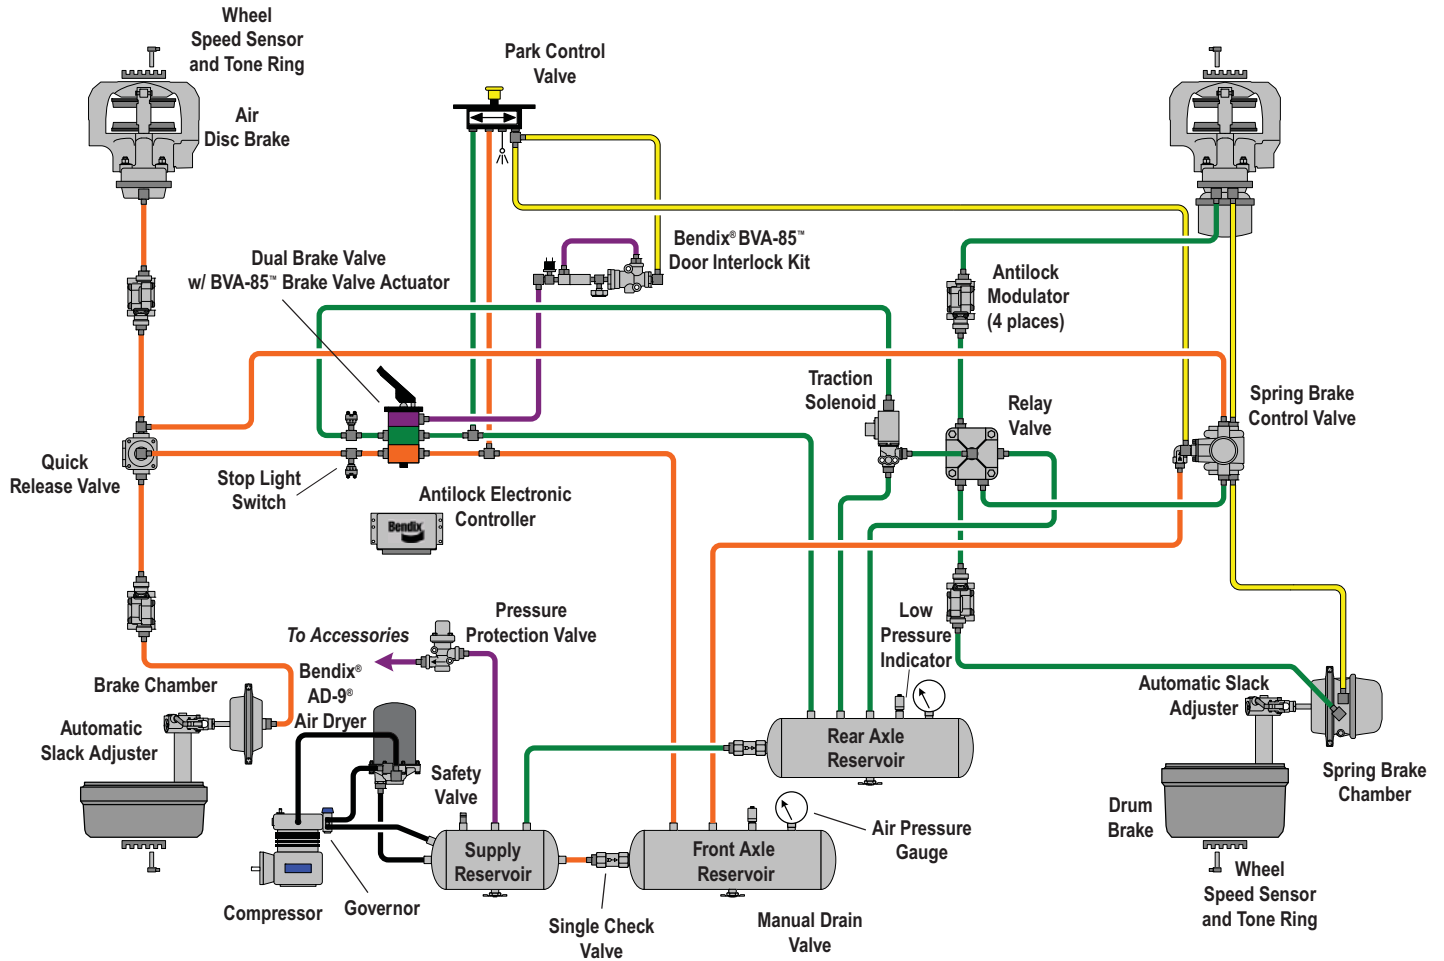 Wheel
Speed Sensor
and Tone Ring
Air
Disc Brake
Park Control
Valve
Dual Brake Valve
w/ BVA-85™ Brake Valve Actuator
Bendix® BVA-85™
Door Interlock Kit
Antilock
Modulator
(4 places)
Traction
Solenoid
Relay
Valve
Spring Brake
Control Valve
Quick
Release Valve
Stop Light
Switch
Antilock Electronic
Controller
Bendix
Pressure
Protection Valve
To Accessories
Bendix®
AD-9®
Air Dryer
Low
Pressure
Indicator
Brake Chamber
Automatic
Slack Adjuster
Safety
Valve
Rear Axle
Reservoir
Automatic Slack
Adjuster
Spring Brake
Chamber
Drum
Brake
Air Pressure
Gauge
Supply
Reservoir
Front Axle
Reservoir
Compressor
Governor
Single Check
Valve
Manual Drain
Valve
Wheel
Speed Sensor
and Tone Ring